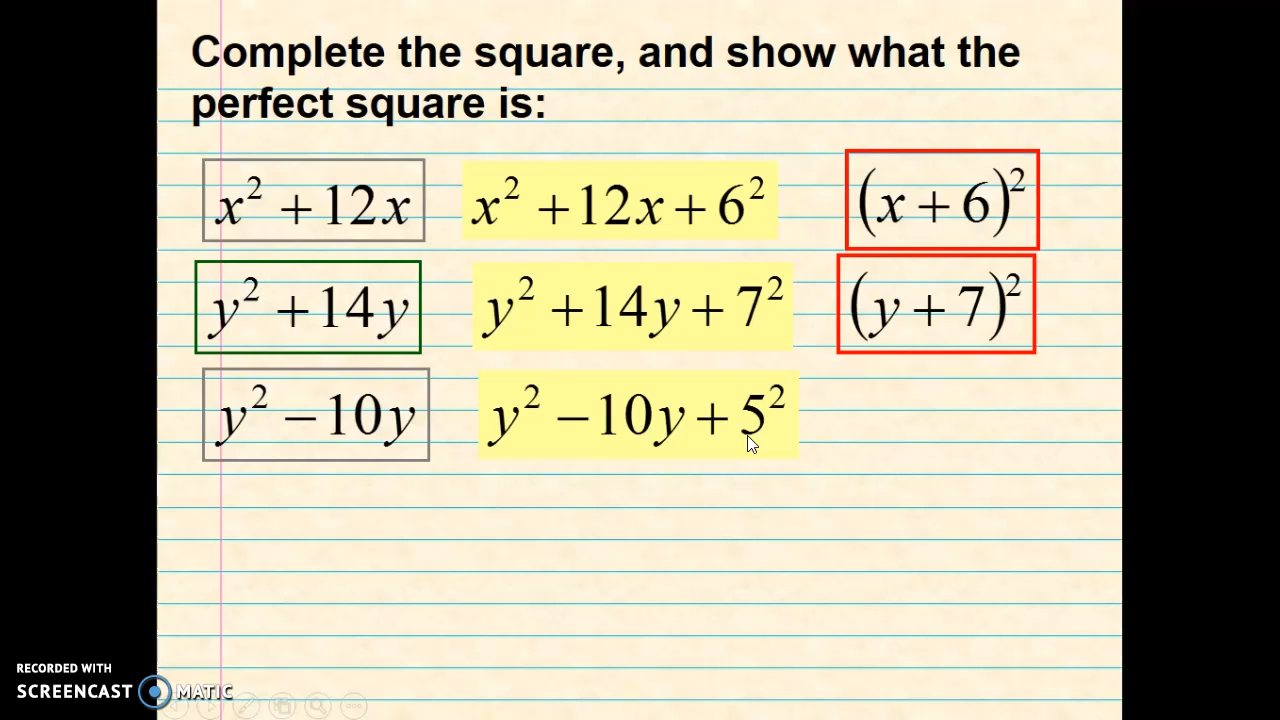 Complete the square, and show what the
perfect square is:
x² + 12x x² + 12x + 6² (x + 6)²
y² + 14y y² + 14y + 7² (y + 7)²
y² − 10y y² − 10y + 5²
RECORDED WITH
SCREENCAST MATIC